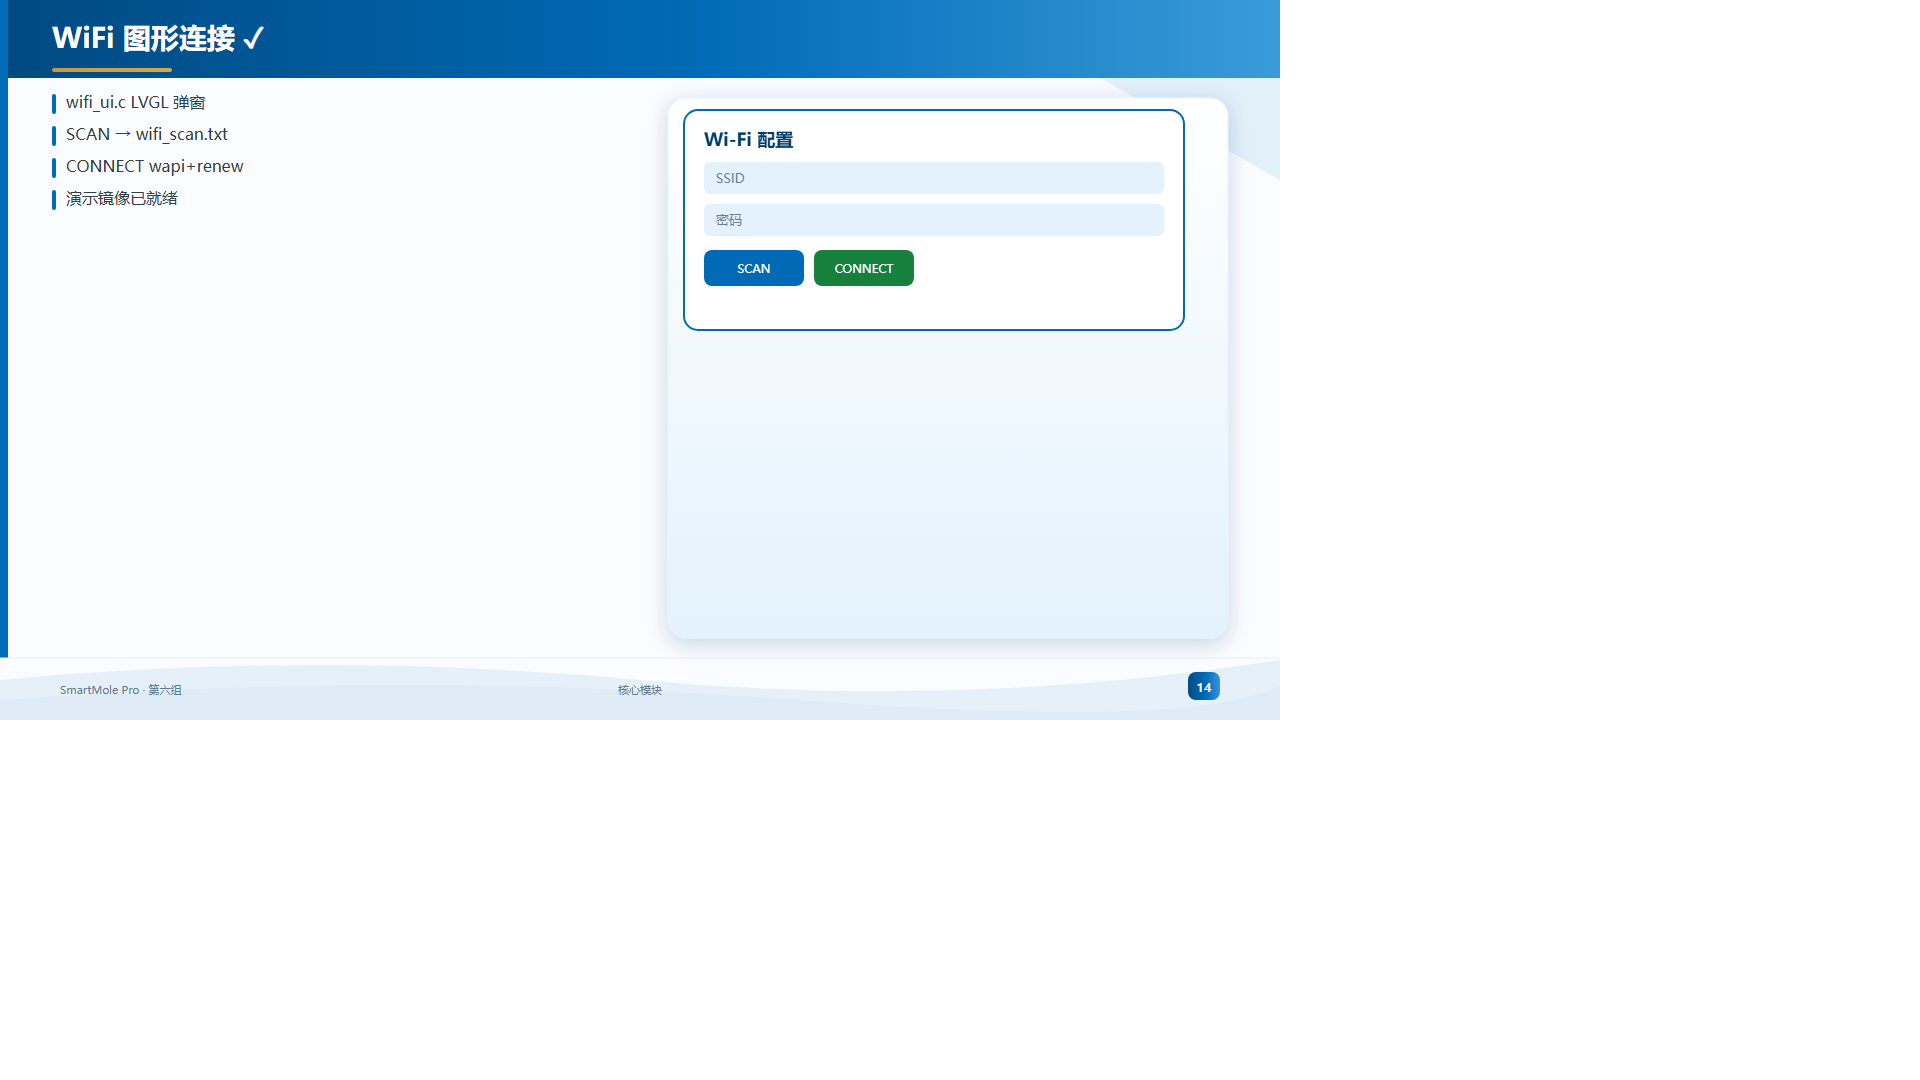 WiFi 图形连接 ✓
wifi_ui.c LVGL 弹窗
SCAN → wifi_scan.txt
CONNECT wapi+renew
演示镜像已就绪
Wi-Fi 配置
SSID
密码
SCAN
CONNECT
SmartMole Pro · 第六组
核心模块
14